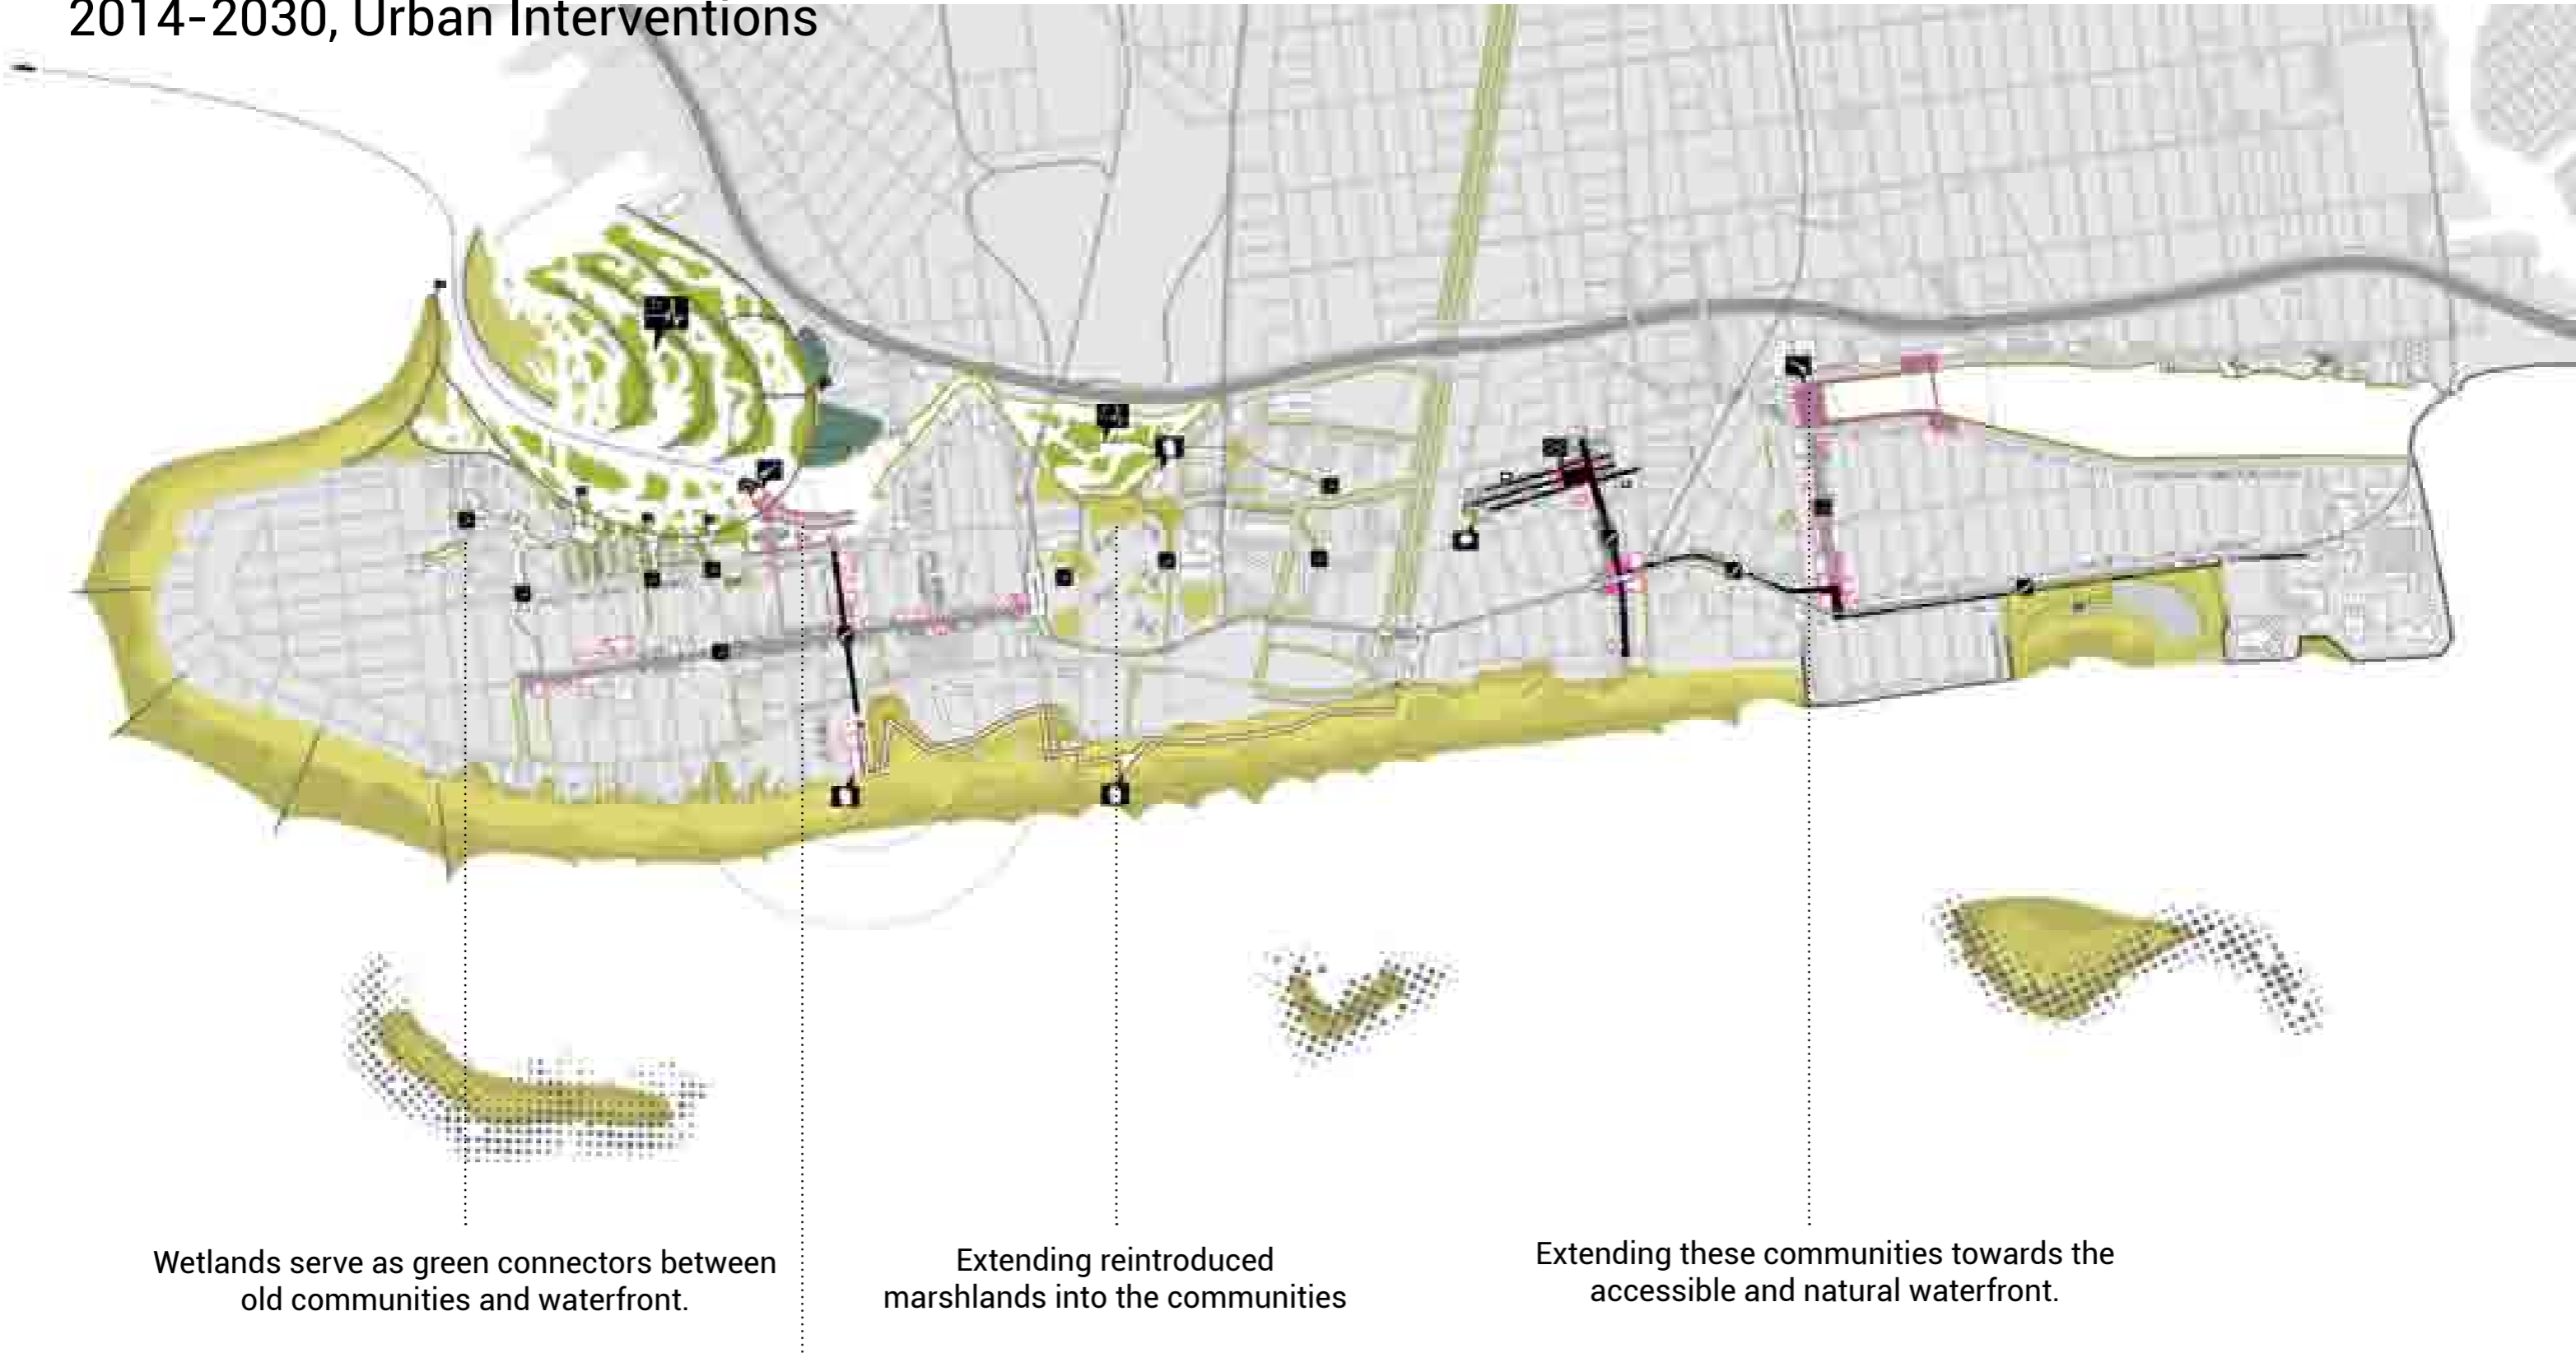 2014-2030, Urban Interventions
Wetlands serve as green connectors between
old communities and waterfront.
Extending reintroduced
marshlands into the communities
Extending these communities towards the
accessible and natural waterfront.